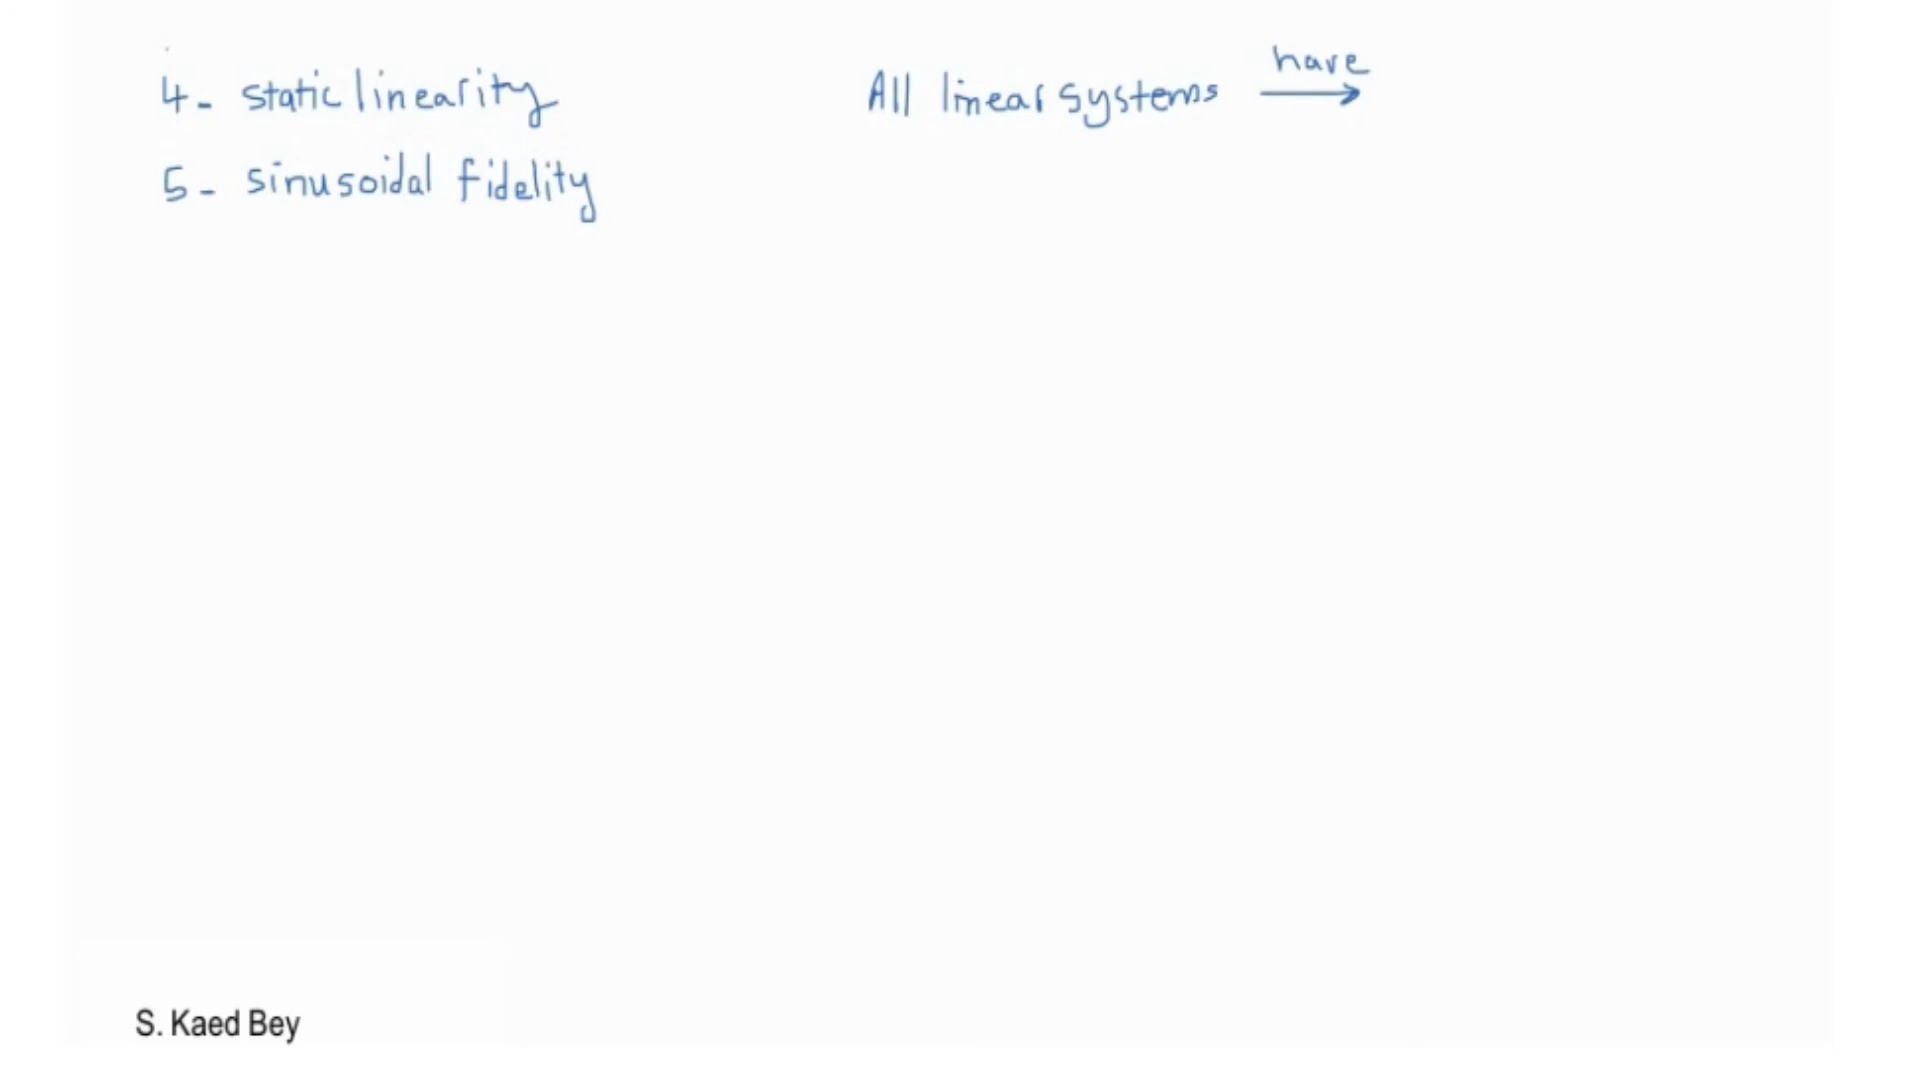 4- static linearity
All linear systems have →
5- sinusoidal fidelity
S. Kaed Bey